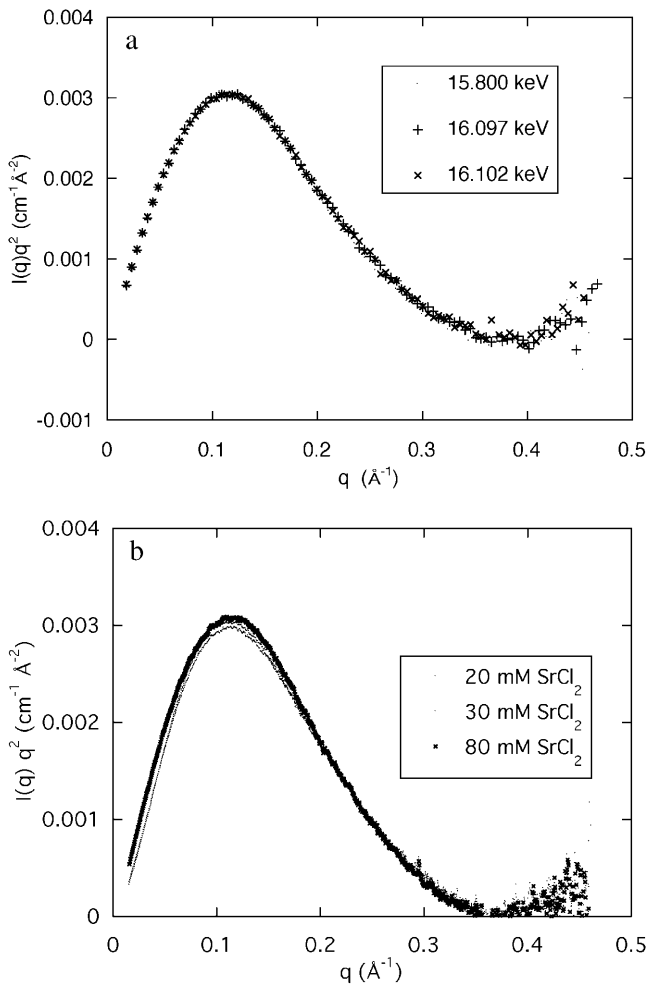 a
0.004
0.003
0.002
0.001
0
-0.001
I(q)q² (cm⁻¹Å⁻²)
15.800 keV
16.097 keV
16.102 keV
0 0.1 0.2 0.3 0.4 0.5
q (Å⁻¹)
b
0.004
0.003
0.002
0.001
0
I(q) q² (cm⁻¹ Å⁻²)
20 mM SrCl₂
30 mM SrCl₂
80 mM SrCl₂
0 0.1 0.2 0.3 0.4 0.5
q (Å⁻¹)